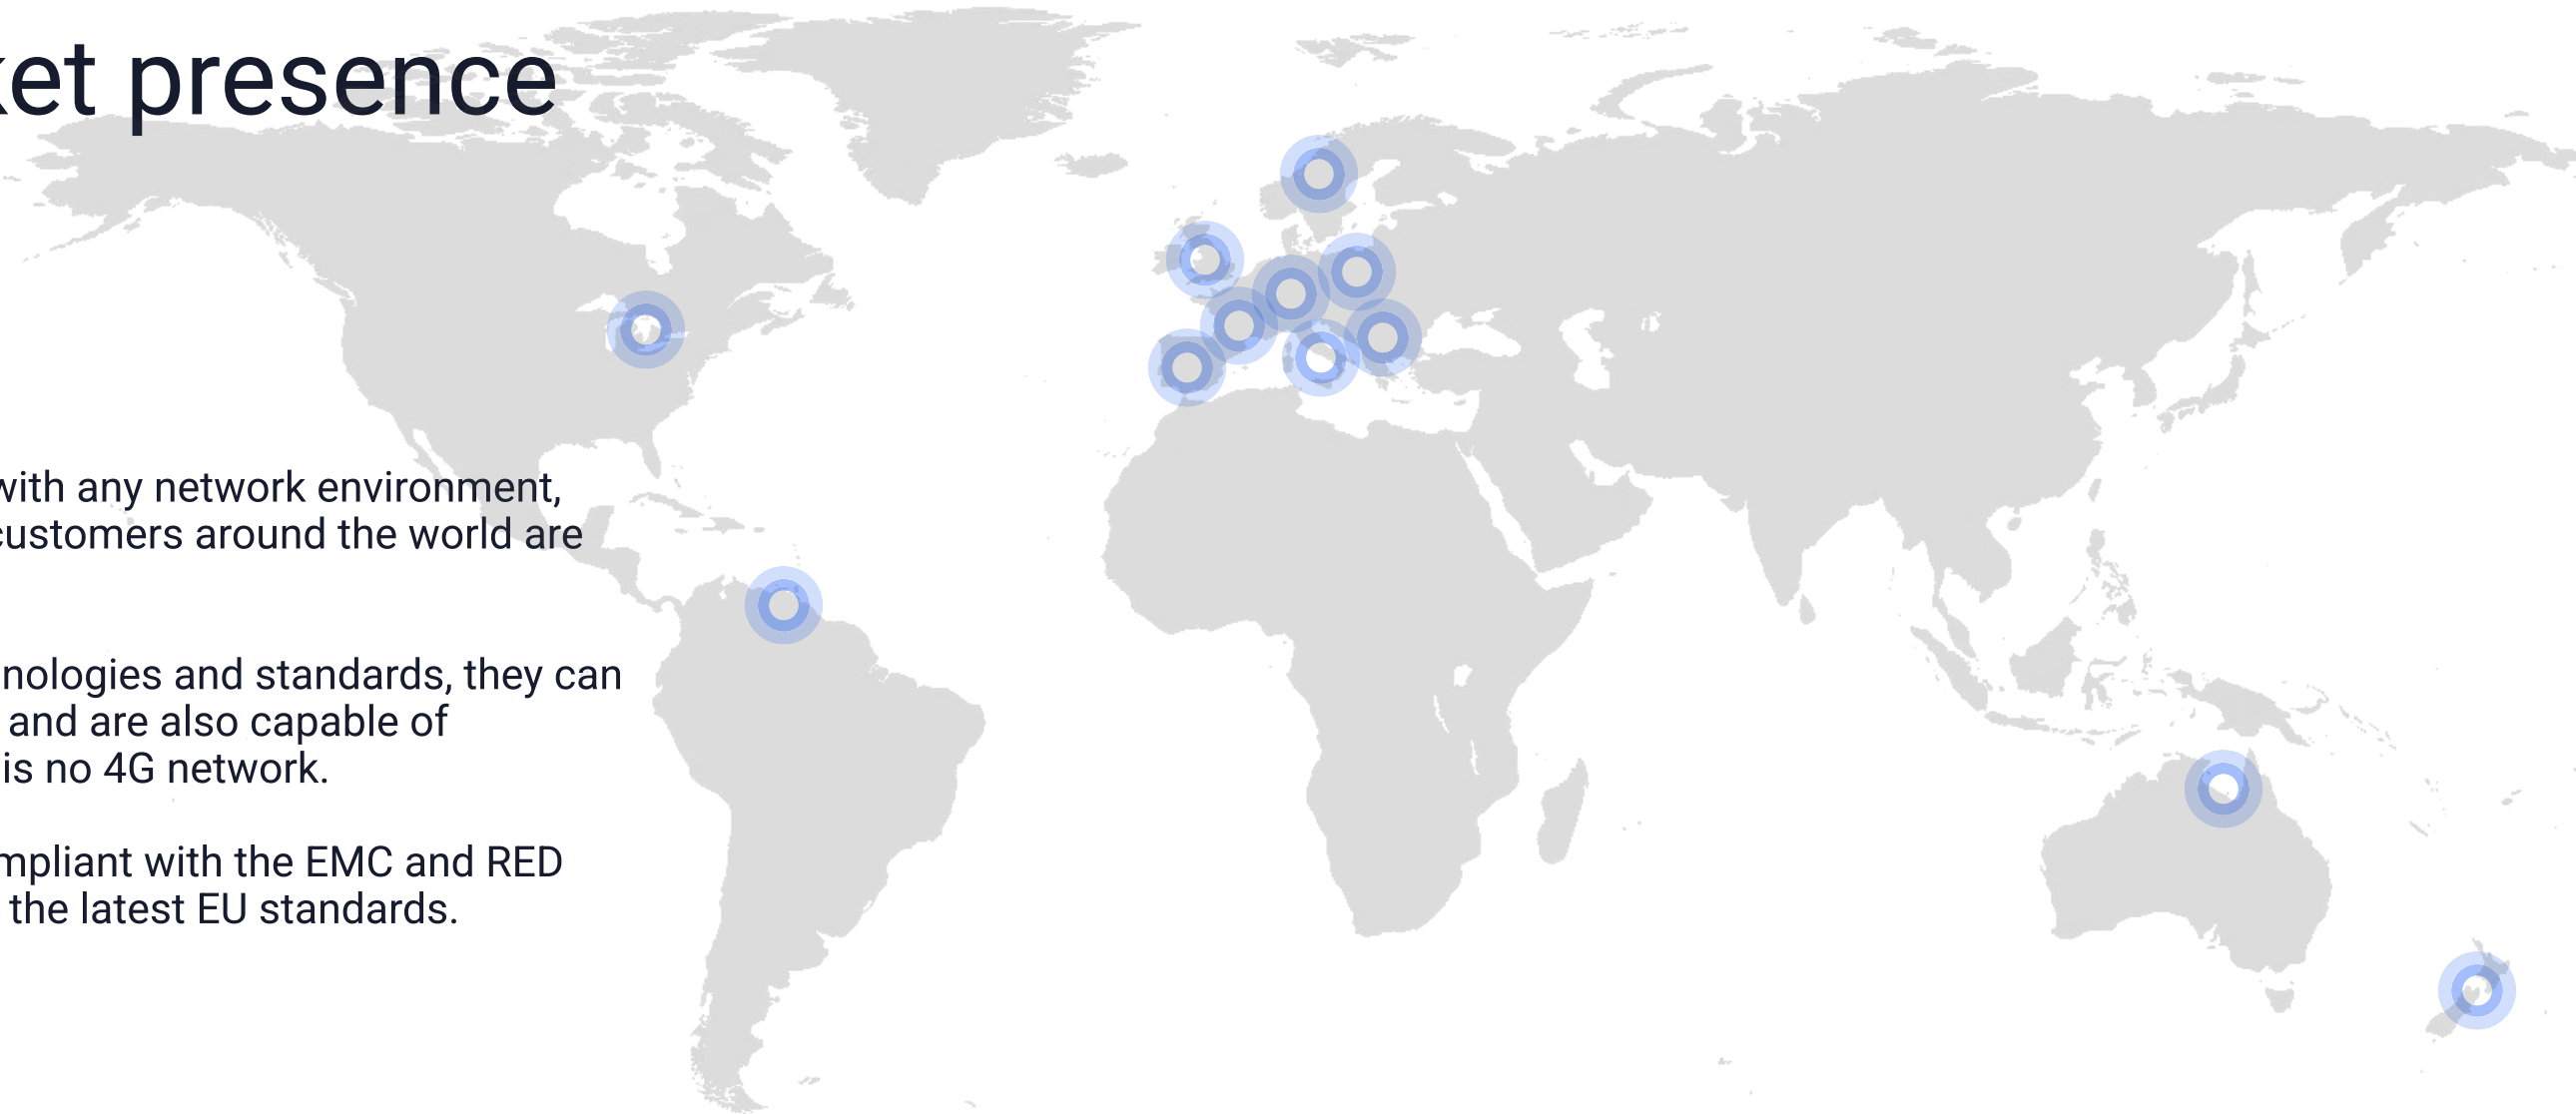 ket presence
with any network environment,
customers around the world are
nologies and standards, they can
and are also capable of
is no 4G network.
mpliant with the EMC and RED
the latest EU standards.